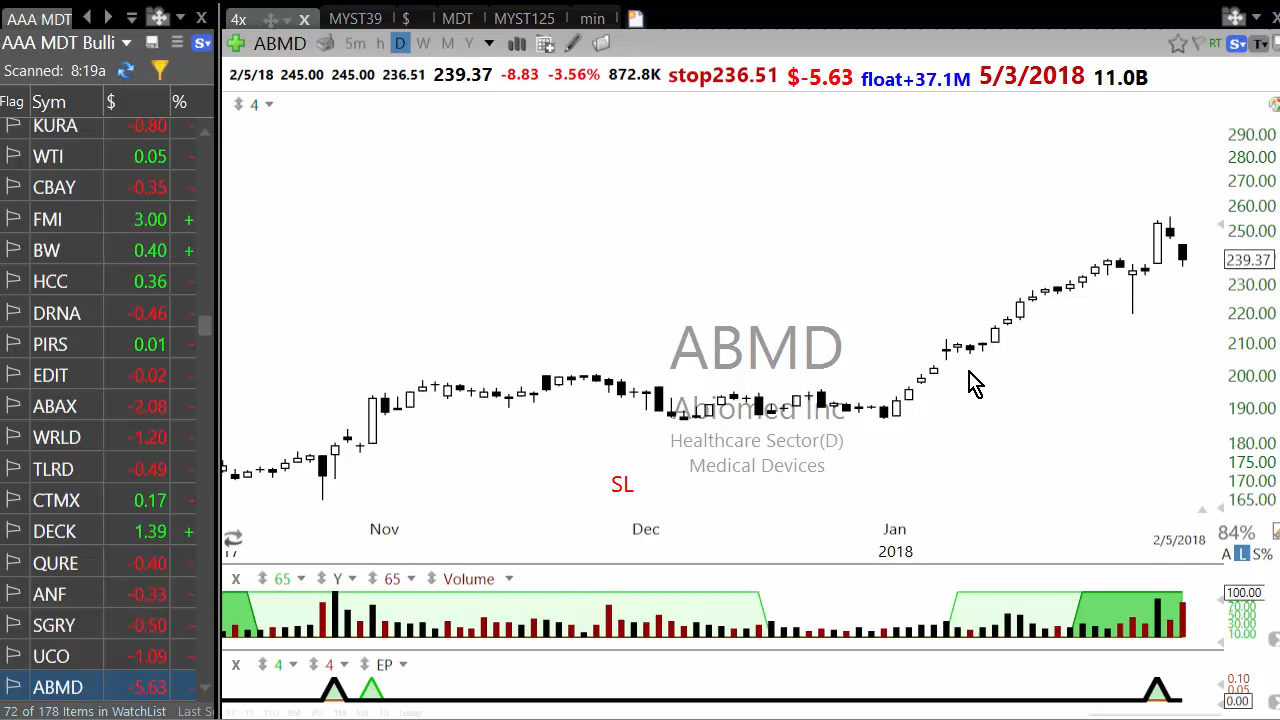 AAA MDT
4x
MYST39
$
MDT
MYST125
min
AAA MDT Bulli
S
ABMD
5m
h
D
W
M
Y
RT
S
T
Scanned: 8:19a
2/5/18 245.00 245.00 236.51 239.37 -8.83 -3.56% 872.8K stop236.51 $-5.63 float+37.1M 5/3/2018 11.0B
Flag Sym $ %
4
KURA -0.80 -
WTI 0.05 -
CBAY -0.35 -
FMI 3.00 +
BW 0.40 +
HCC 0.36 -
DRNA -0.46 -
PIRS 0.01 -
EDIT -0.02 -
ABAX -2.08 -
WRLD -1.20 -
TLRD -0.49 -
CTMX 0.17 -
DECK 1.39 +
QURE -0.40 -
ANF -0.33 -
SGRY -0.50 -
UCO -1.09 -
ABMD -5.63 -
72 of 178 Items in WatchList Last S
290.00
280.00
270.00
260.00
250.00
239.37
230.00
220.00
210.00
200.00
190.00
180.00
175.00
170.00
165.00
ABMD
Abiomed Inc
Healthcare Sector(D)
Medical Devices
SL
Nov Dec Jan
2018
2/5/2018
84%
A L S%
X 65 Y 65 Volume
100.00
70.00
50.00
30.00
10.00
X 4 4 EP
0.10
0.05
0.00